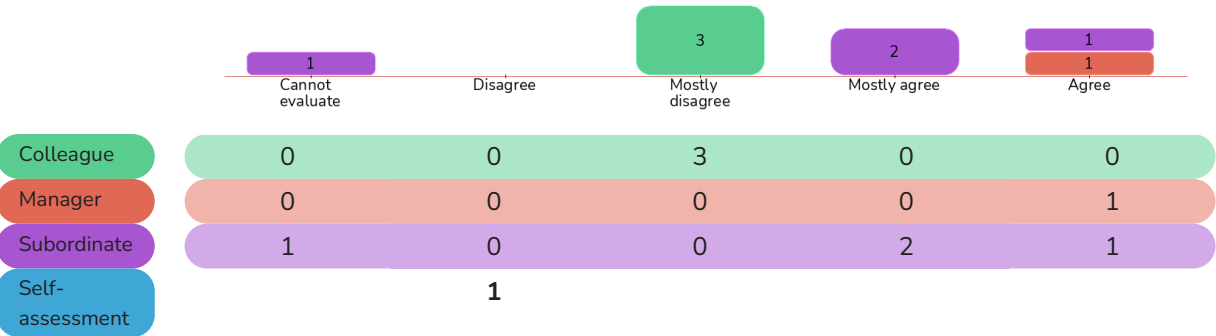 3
2
1
1
1
Cannot
evaluate
Disagree
Mostly
disagree
Mostly agree
Agree
Colleague 0 0 3 0 0
Manager 0 0 0 0 1
Subordinate 1 0 0 2 1
Self-
assessment
1